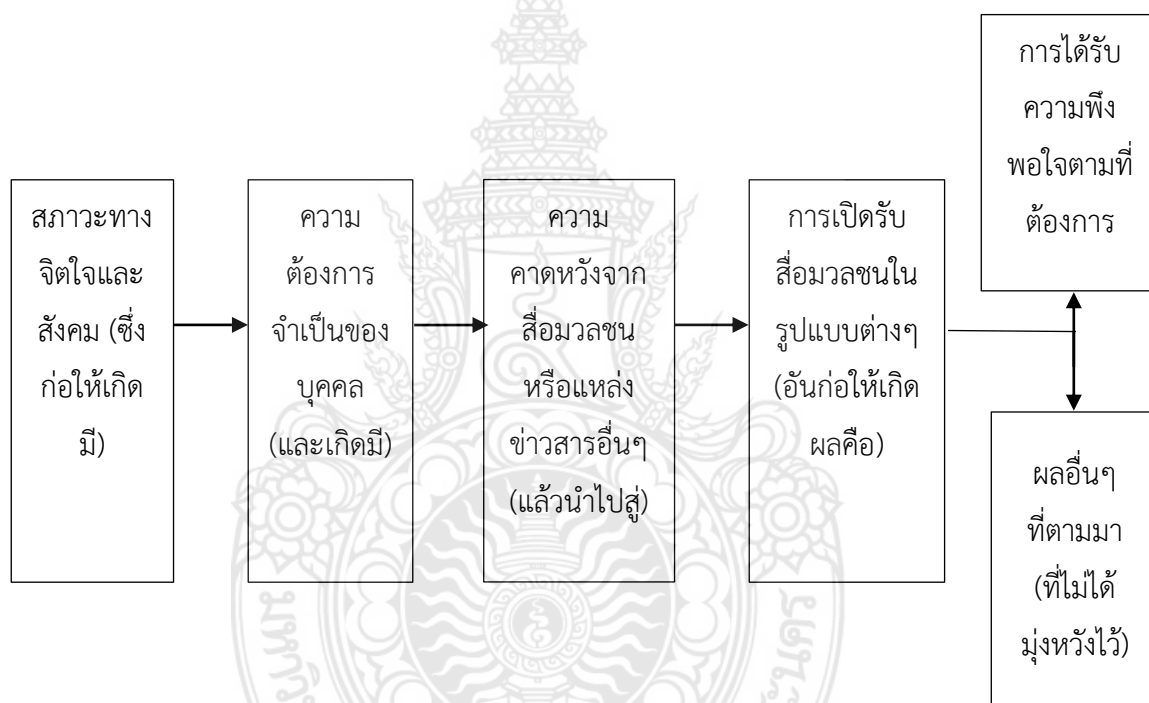 สภาวะทาง
จิตใจและ
สังคม (ซึ่ง
ก่อให้เกิด
มี)
ความ
ต้องการ
จำเป็นของ
บุคคล
(และเกิดมี)
ความ
คาดหวังจาก
สื่อมวลชน
หรือแหล่ง
ข่าวสารอื่นๆ
(แล้วนำไปสู่)
การเปิดรับ
สื่อมวลชนใน
รูปแบบต่างๆ
(อันก่อให้เกิด
ผลคือ)
การได้รับ
ความพึง
พอใจตามที่
ต้องการ
ผลอื่นๆ
ที่ตามมา
(ที่ไม่ได้
มุ่งหวังไว้)